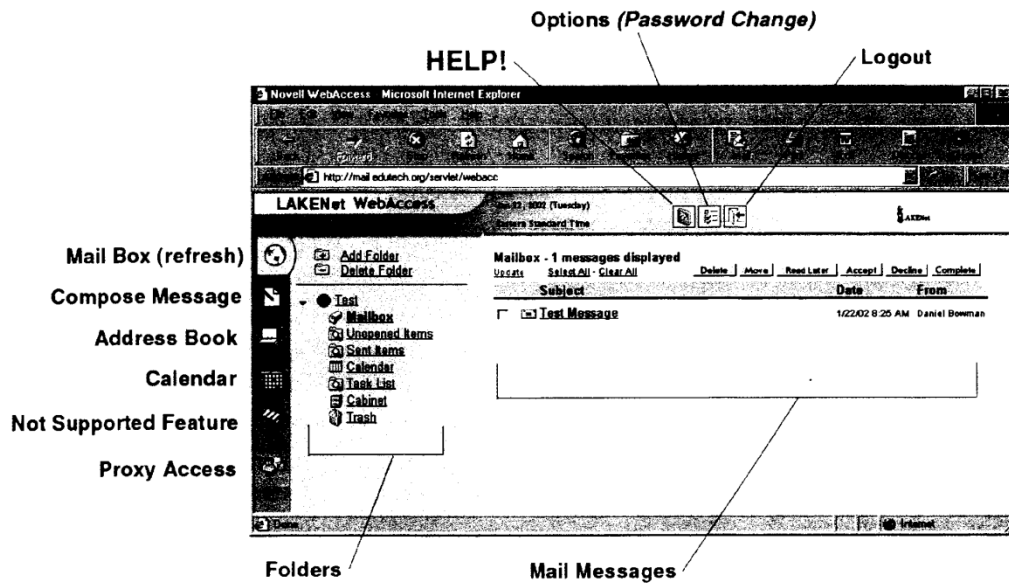 Options (Password Change)
HELP!
Logout
Novell WebAccess - Microsoft Internet Explorer
Forward
http://mail.edutech.org/servlet/webacc
LAKENet WebAccess
2002 (Tuesday)
Eastern Standard Time
LAKENet
Mail Box (refresh)
Compose Message
Address Book
Calendar
Not Supported Feature
Proxy Access
Add Folder
Delete Folder
Test
Mailbox
Unopened Items
Sent Items
Calendar
Task List
Cabinet
Trash
Mailbox - 1 messages displayed
Update Select All - Clear All Delete Move Read Later Accept Decline Complete
Subject Date From
Test Message 1/22/02 8:25 AM Daniel Bowman
Done
Internet
Folders
Mail Messages